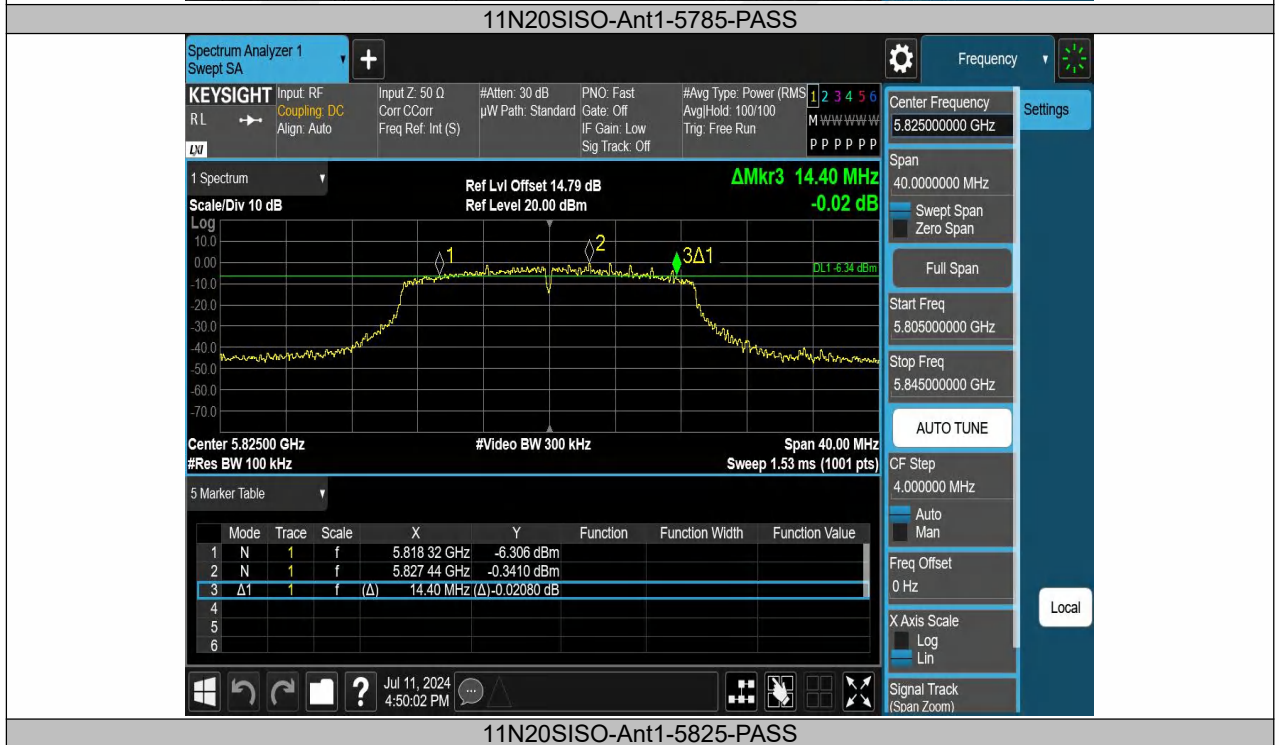 11N20SISO-Ant1-5785-PASS
Spectrum Analyzer 1
Swept SA
+
Frequency
KEYSIGHT
RL
LXI
Input: RF
Coupling: DC
Align: Auto
Input Z: 50 Ω
Corr CCorr
Freq Ref: Int (S)
#Atten: 30 dB
µW Path: Standard
PNO: Fast
Gate: Off
IF Gain: Low
Sig Track: Off
#Avg Type: Power (RMS
Avg|Hold: 100/100
Trig: Free Run
1 2 3 4 5 6
M W W W W W
P P P P P P
Center Frequency
5.825000000 GHz
Settings
Span
40.0000000 MHz
Swept Span
Zero Span
Full Span
Start Freq
5.805000000 GHz
Stop Freq
5.845000000 GHz
AUTO TUNE
CF Step
4.000000 MHz
Auto
Man
Freq Offset
0 Hz
X Axis Scale
Log
Lin
Signal Track
(Span Zoom)
Local
1 Spectrum
Scale/Div 10 dB
Ref Lvl Offset 14.79 dB
Ref Level 20.00 dBm
ΔMkr3 14.40 MHz
-0.02 dB
Log
10.0
0.00
-10.0
-20.0
-30.0
-40.0
-50.0
-60.0
-70.0
1
2
3Δ1
DL1 -6.34 dBm
Center 5.82500 GHz
#Video BW 300 kHz
Span 40.00 MHz
#Res BW 100 kHz
Sweep 1.53 ms (1001 pts)
5 Marker Table
Mode Trace Scale X Y Function Function Width Function Value
1 N 1 f 5.818 32 GHz -6.306 dBm
2 N 1 f 5.827 44 GHz -0.3410 dBm
3 Δ1 1 f (Δ) 14.40 MHz (Δ) -0.02080 dB
4
5
6
?
Jul 11, 2024
4:50:02 PM
11N20SISO-Ant1-5825-PASS